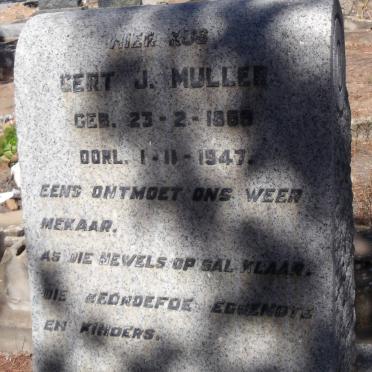 HIER RUS
GERT J. MULLER
GEB. 23-2-1889
OORL. 1-11-1947.
EENS ONTMOET ONS WEER
MEKAAR.
AS DIE NEWELS OP SAL KLAAR.
DIE BEDROEFDE EGGENOTE
EN KINDERS.